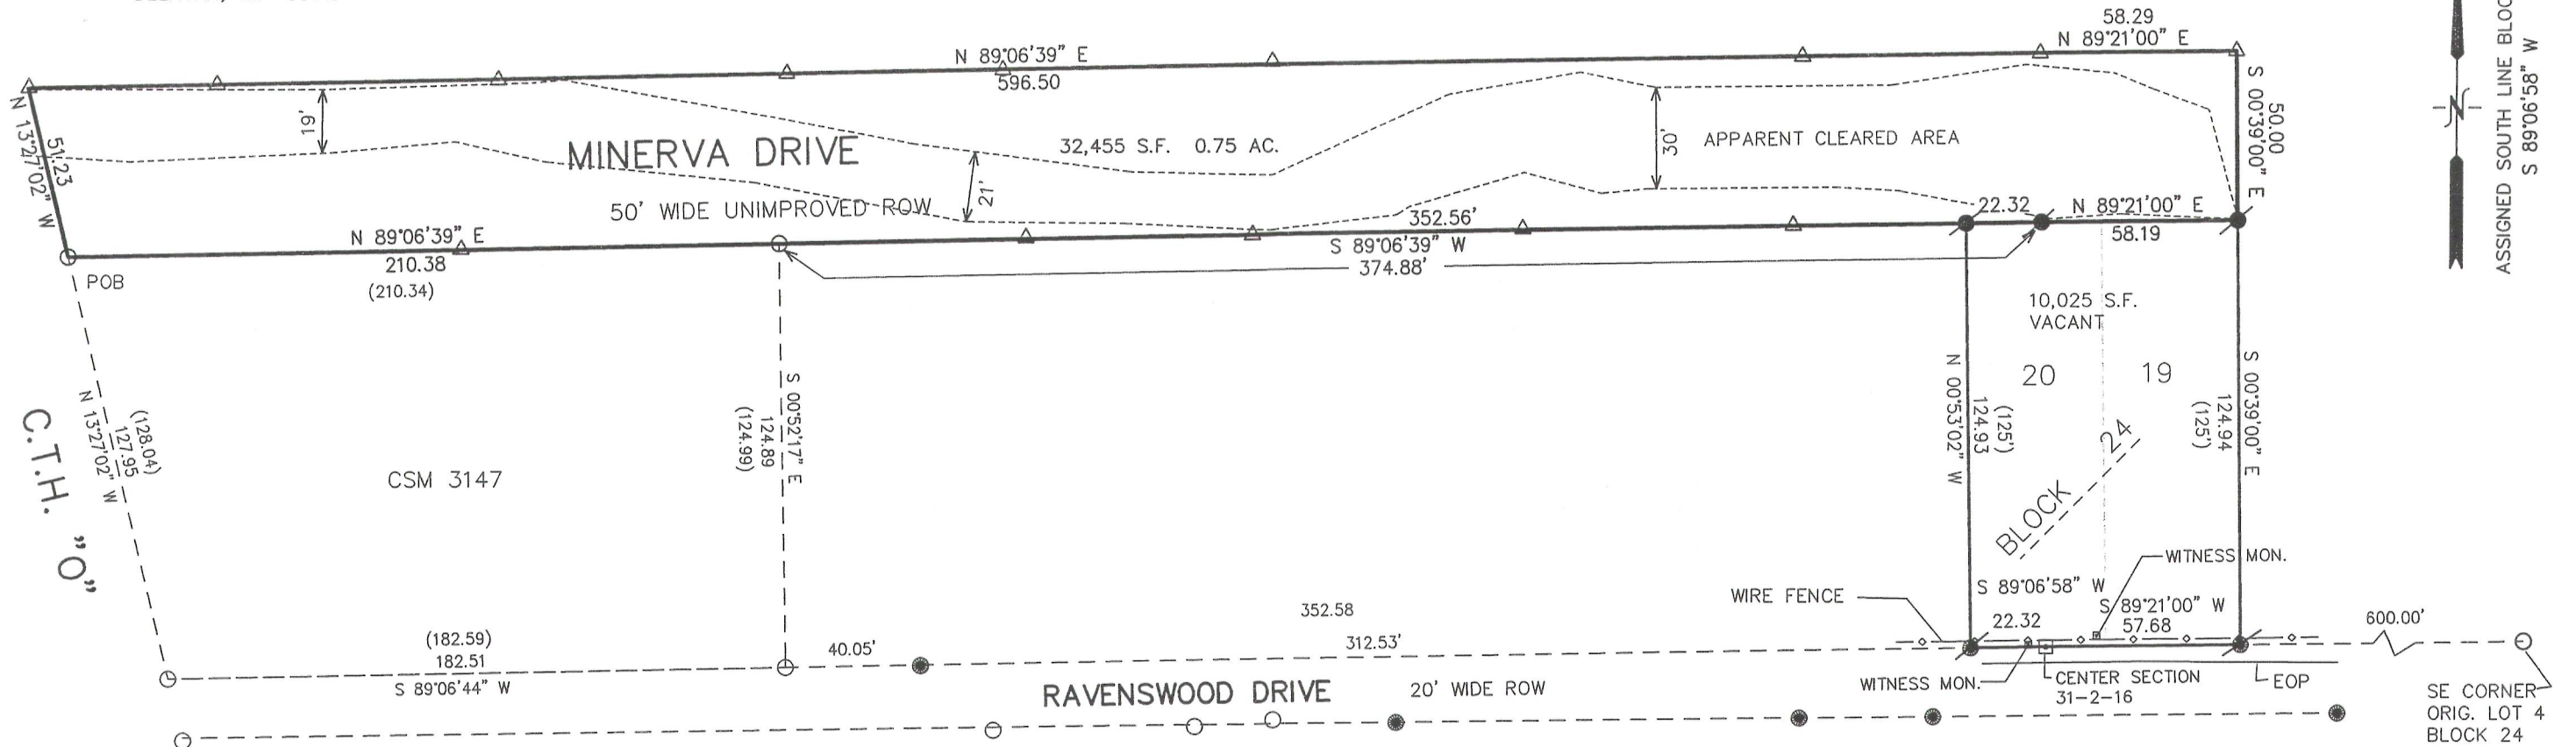 58.29
N 89°06'39" E
596.50
N 89°21'00" E
S 00°39'00" E
50.00
N 13°27'02" W
51.23
19'
MINERVA DRIVE
32,455 S.F. 0.75 AC.
30'
APPARENT CLEARED AREA
21'
50' WIDE UNIMPROVED ROW
N 89°06'39" E
210.38
(210.34)
POB
352.56'
S 89°06'39" W
374.88'
22.32
N 89°21'00" E
58.19
10,025 S.F.
VACANT
20
19
BLOCK 24
N 00°53'02" W
124.93
(125')
S 00°39'00" E
124.94
(125')
S 00°52'17" E
124.89
(124.99)
(128.04)
127.95
N 13°27'02" W
C.T.H. "O"
CSM 3147
WITNESS MON.
WIRE FENCE
S 89°06'58" W
S 89°21'00" W
22.32
57.68
600.00'
352.58
(182.59)
182.51
S 89°06'44" W
40.05'
312.53'
RAVENSWOOD DRIVE
20' WIDE ROW
WITNESS MON.
CENTER SECTION
31-2-16
EOP
SE CORNER
ORIG. LOT 4
BLOCK 24
N
ASSIGNED SOUTH LINE
S 89°06'58" W